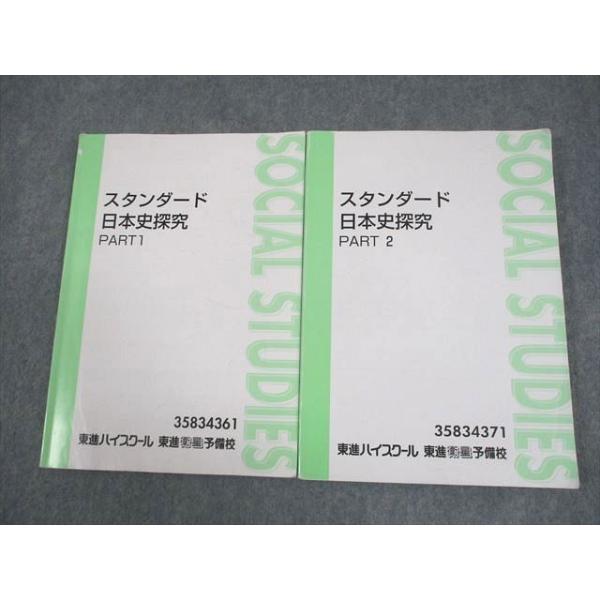 スタンダード
日本史探究
PART1
SOCIAL STUDIES
35834361
東進ハイスクール 東進衛星予備校
スタンダード
日本史探究
PART 2
SOCIAL STUDIES
35834371
東進ハイスクール 東進衛星予備校